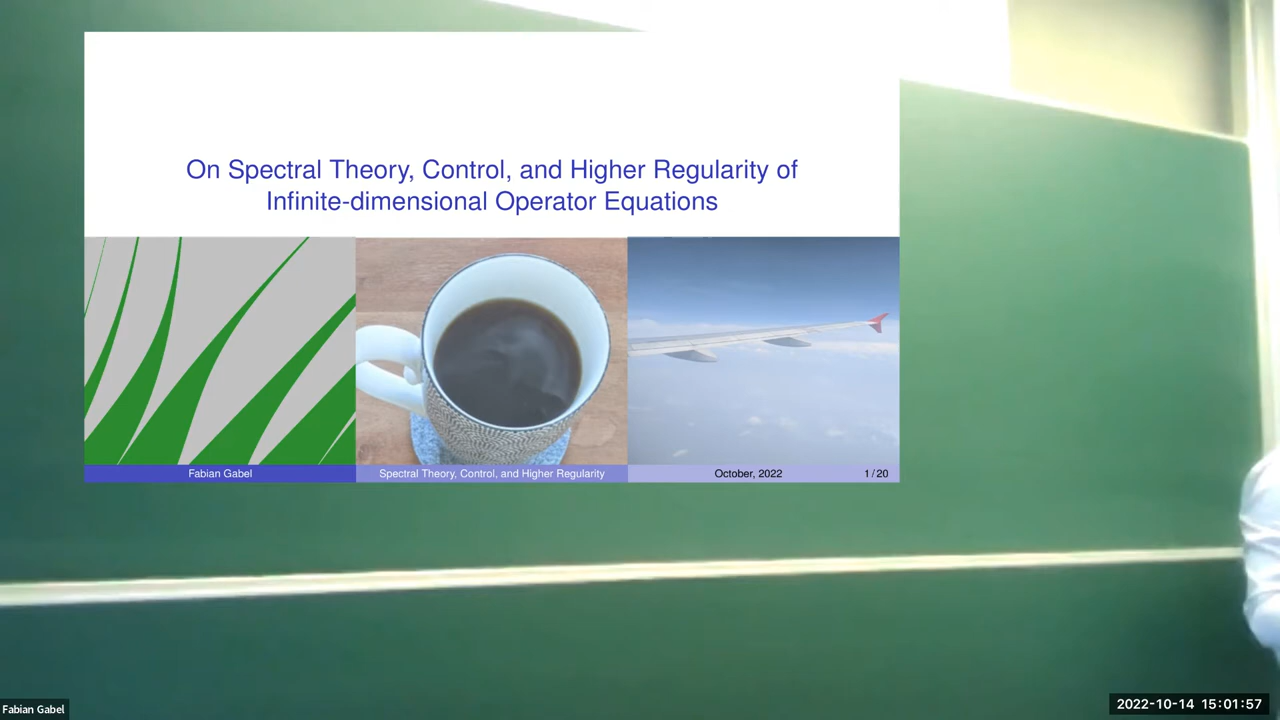 On Spectral Theory, Control, and Higher Regularity of
Infinite-dimensional Operator Equations
Fabian Gabel
Spectral Theory, Control, and Higher Regularity
October, 2022
1 / 20
Fabian Gabel
2022-10-14 15:01:57